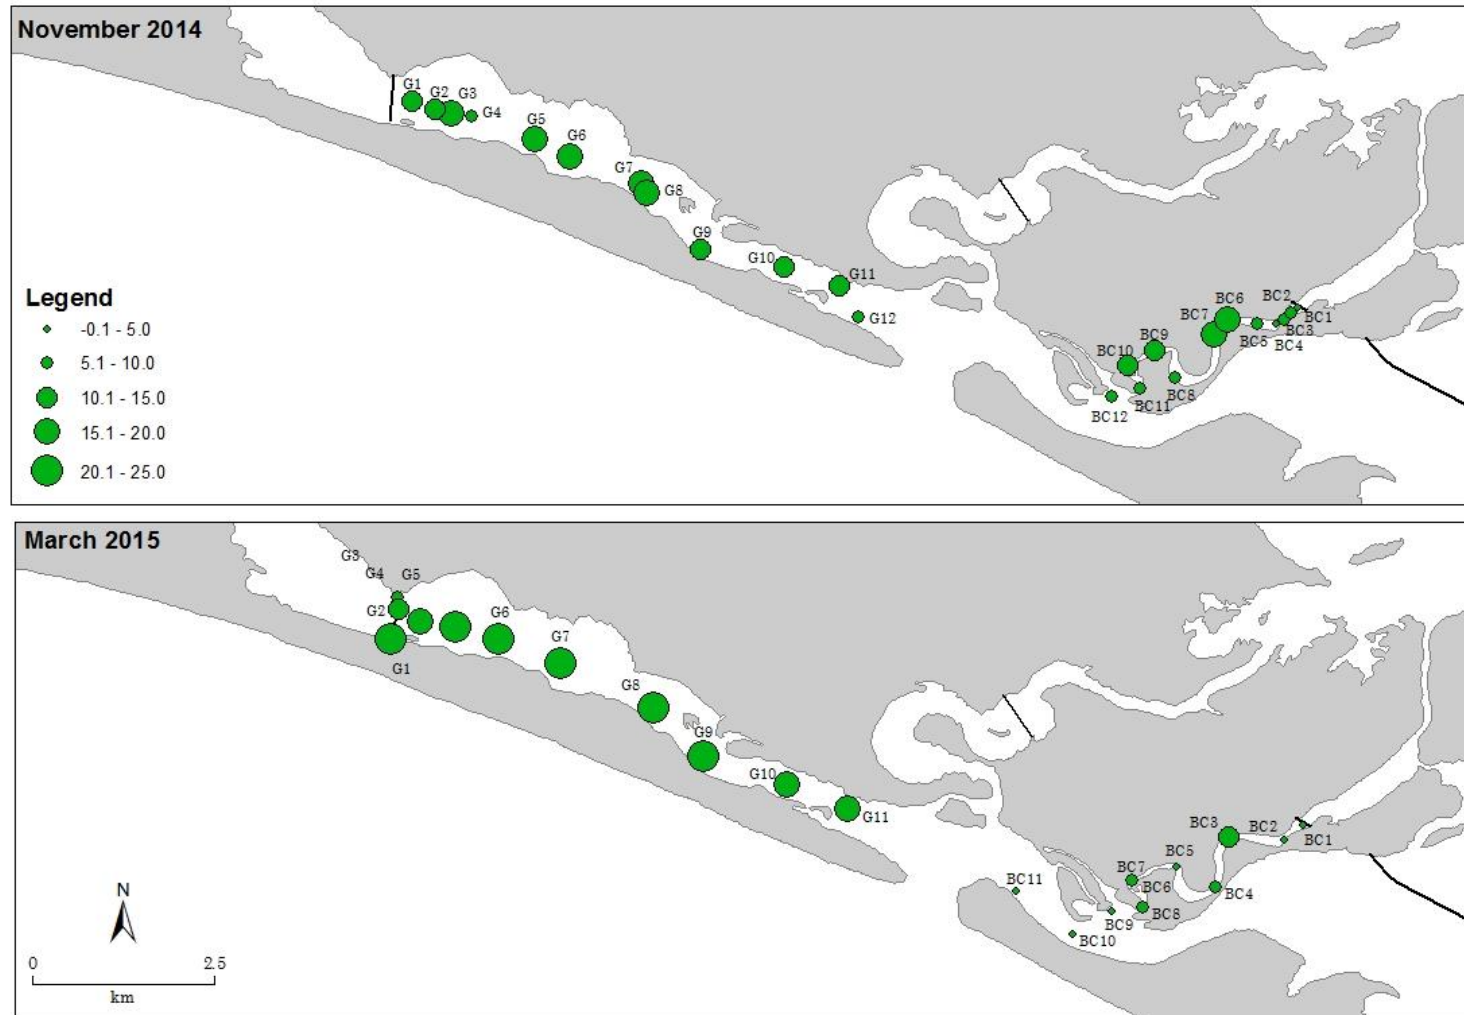 November 2014
G1
G2
G3
G4
G5
G6
G7
G8
G9
G10
G11
G12
BC6
BC2
BC7
BC1
BC3
BC5
BC4
BC9
BC10
BC8
BC11
BC12
Legend
-0.1 - 5.0
5.1 - 10.0
10.1 - 15.0
15.1 - 20.0
20.1 - 25.0
March 2015
G3
G4
G5
G2
G6
G1
G7
G8
G9
G10
G11
BC3
BC2
BC1
BC5
BC7
BC6
BC4
BC11
BC8
BC9
BC10
N
0 2.5
km